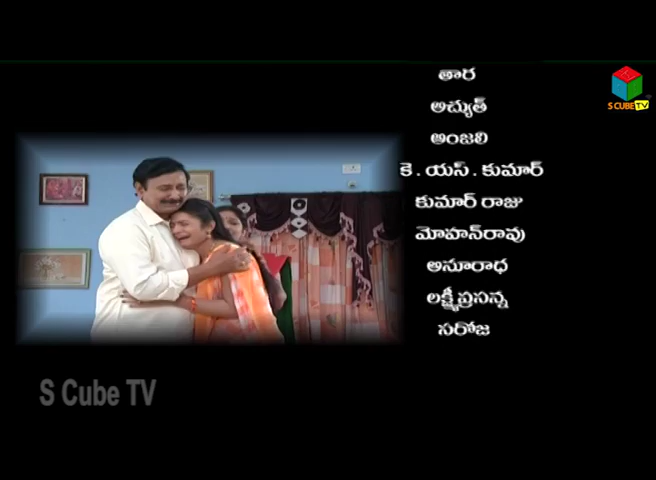 తార
అచ్యుత్
అంజలి
కె.యస్.కుమార్
కుమార్ రాజు
మోహన్‌రావు
అనూరాధ
లక్ష్మీప్రసన్న
సరోజ
S CUBE TV
S Cube TV